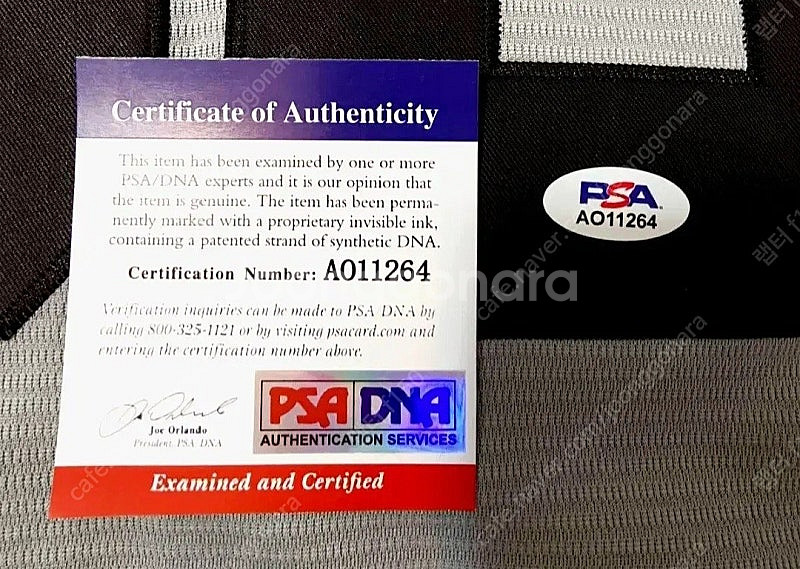 Certificate of Authenticity
This item has been examined by one or more
PSA/DNA experts and it is our opinion that
the item is genuine. The item has been perma-
nently marked with a proprietary invisible ink,
containing a patented strand of synthetic DNA.
Certification Number: AO11264
Verification inquiries can be made to PSA DNA by
calling 800-325-1121 or by visiting psacard.com and
entering the certification number above.
Joe Orlando
President, PSA DNA
PSA DNA
AUTHENTICATION SERVICES
Examined and Certified
PSA
AO11264